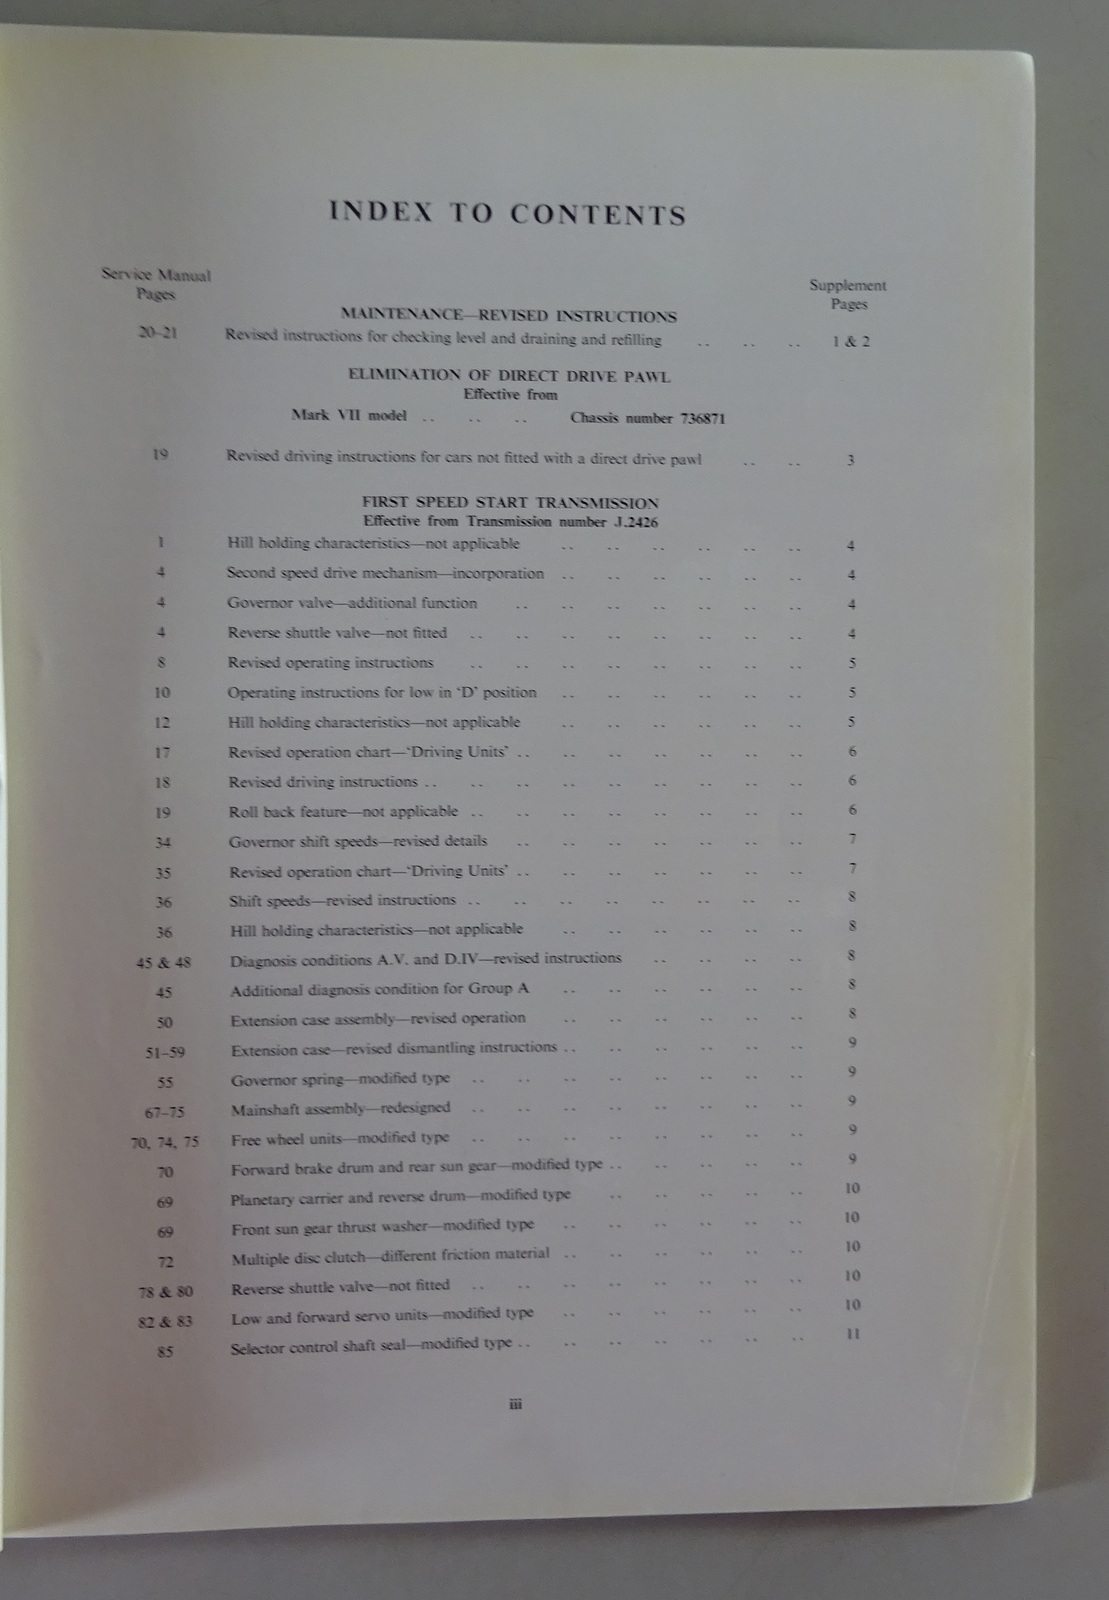 INDEX TO CONTENTS
Service Manual Pages
Supplement Pages
MAINTENANCE—REVISED INSTRUCTIONS
20–21 Revised instructions for checking level and draining and refilling .. .. .. 1 & 2
ELIMINATION OF DIRECT DRIVE PAWL
Effective from
Mark VII model .. .. .. Chassis number 736871
19 Revised driving instructions for cars not fitted with a direct drive pawl .. .. 3
FIRST SPEED START TRANSMISSION
Effective from Transmission number J.2426
1 Hill holding characteristics—not applicable .. .. .. .. .. .. 4
4 Second speed drive mechanism—incorporation .. .. .. .. .. .. 4
4 Governor valve—additional function .. .. .. .. .. .. .. 4
4 Reverse shuttle valve—not fitted .. .. .. .. .. .. .. .. 4
8 Revised operating instructions .. .. .. .. .. .. .. .. 5
10 Operating instructions for low in ‘D’ position .. .. .. .. .. .. 5
12 Hill holding characteristics—not applicable .. .. .. .. .. .. 5
17 Revised operation chart—‘Driving Units’ .. .. .. .. .. .. .. 6
18 Revised driving instructions .. .. .. .. .. .. .. .. .. 6
19 Roll back feature—not applicable .. .. .. .. .. .. .. .. 6
34 Governor shift speeds—revised details .. .. .. .. .. .. .. 7
35 Revised operation chart—‘Driving Units’ .. .. .. .. .. .. .. 7
36 Shift speeds—revised instructions .. .. .. .. .. .. .. .. 8
36 Hill holding characteristics—not applicable .. .. .. .. .. .. 8
45 & 48 Diagnosis conditions A.V. and D.IV—revised instructions .. .. .. .. 8
45 Additional diagnosis condition for Group A .. .. .. .. .. .. 8
50 Extension case assembly—revised operation .. .. .. .. .. .. 8
51–59 Extension case—revised dismantling instructions .. .. .. .. .. .. 9
55 Governor spring—modified type .. .. .. .. .. .. .. .. 9
67–75 Mainshaft assembly—redesigned .. .. .. .. .. .. .. .. 9
70, 74, 75 Free wheel units—modified type .. .. .. .. .. .. .. .. 9
70 Forward brake drum and rear sun gear—modified type .. .. .. .. .. 9
69 Planetary carrier and reverse drum—modified type .. .. .. .. .. 10
69 Front sun gear thrust washer—modified type .. .. .. .. .. .. 10
72 Multiple disc clutch—different friction material .. .. .. .. .. .. 10
78 & 80 Reverse shuttle valve—not fitted .. .. .. .. .. .. .. .. 10
82 & 83 Low and forward servo units—modified type .. .. .. .. .. .. 10
85 Selector control shaft seal—modified type .. .. .. .. .. .. .. 11
iii